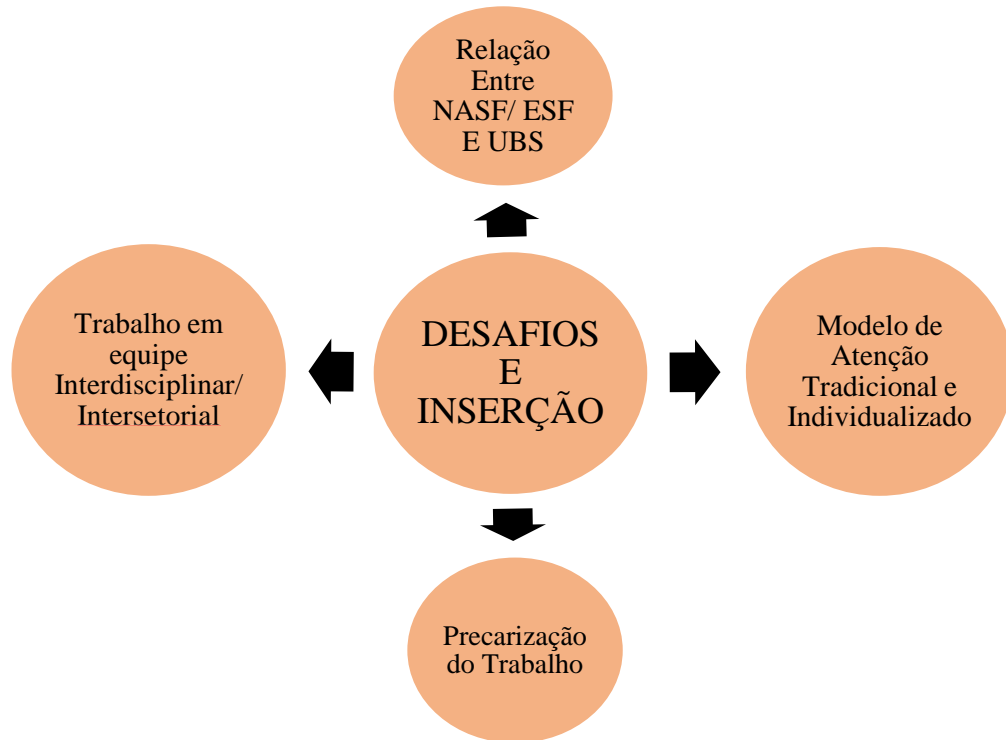 Relação
Entre
NASF/ ESF
E UBS
Trabalho em
equipe
Interdisciplinar/
Intersetorial
DESAFIOS
E
INSERÇÃO
Modelo de
Atenção
Tradicional e
Individualizado
Precarização
do Trabalho